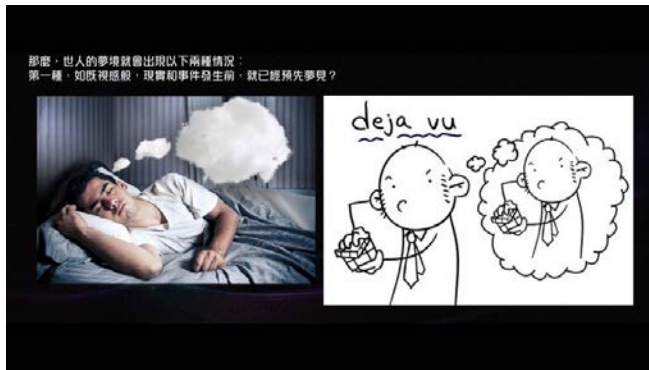 那麼，世人的夢境就會出現以下兩種情況：
第一種，如既視感般，現實和事件發生前，就已經預先夢見？
deja vu